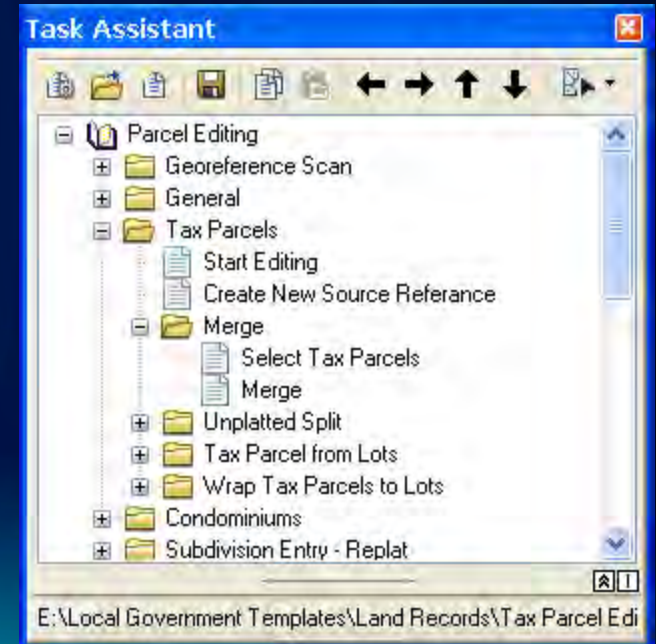 Task Assistant
Parcel Editing
Georeference Scan
General
Tax Parcels
Start Editing
Create New Source Referance
Merge
Select Tax Parcels
Merge
Unplatted Split
Tax Parcel from Lots
Wrap Tax Parcels to Lots
Condominiums
Subdivision Entry - Replat
E:\Local Government Templates\Land Records\Tax Parcel Edi